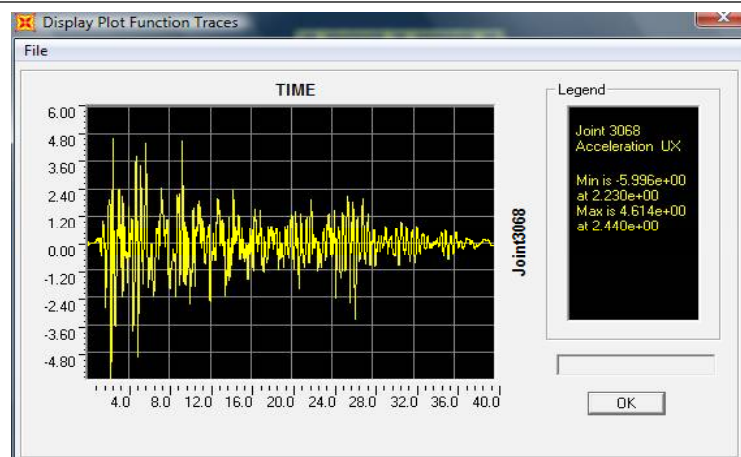 Display Plot Function Traces
File
TIME
6.00
4.80
3.60
2.40
1.20
0.00
-1.20
-2.40
-3.60
-4.80
4.0 8.0 12.0 16.0 20.0 24.0 28.0 32.0 36.0 40.0
Joint3068
Legend
Joint 3068
Acceleration UX
Min is -5.996e+00
at 2.230e+00
Max is 4.614e+00
at 2.440e+00
OK